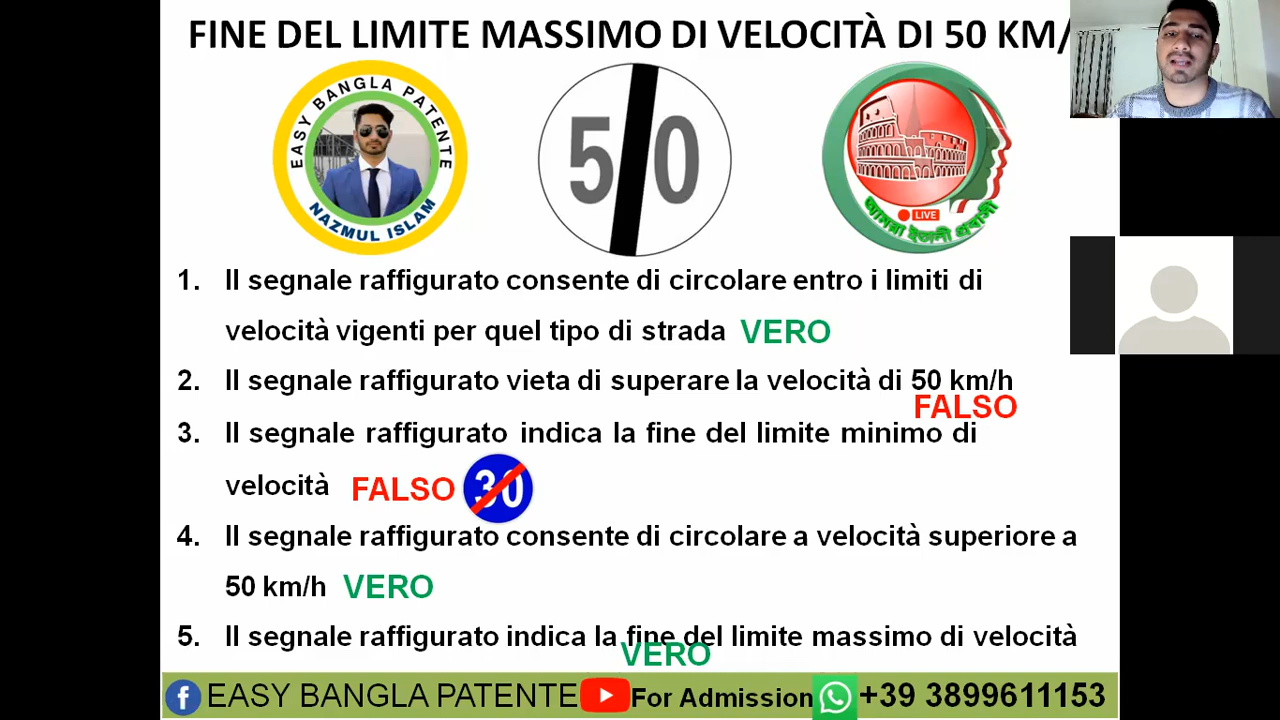 FINE DEL LIMITE MASSIMO DI VELOCITÀ DI 50 KM/
EASY BANGLA PATENTE
NAZMUL ISLAM
50
LIVE
আমরা ইতালী প্রবাসী
1. Il segnale raffigurato consente di circolare entro i limiti di
velocità vigenti per quel tipo di strada VERO
2. Il segnale raffigurato vieta di superare la velocità di 50 km/h
FALSO
3. Il segnale raffigurato indica la fine del limite minimo di
velocità FALSO 30
4. Il segnale raffigurato consente di circolare a velocità superiore a
50 km/h VERO
5. Il segnale raffigurato indica la fine del limite massimo di velocità
VERO
EASY BANGLA PATENTE For Admission +39 3899611153